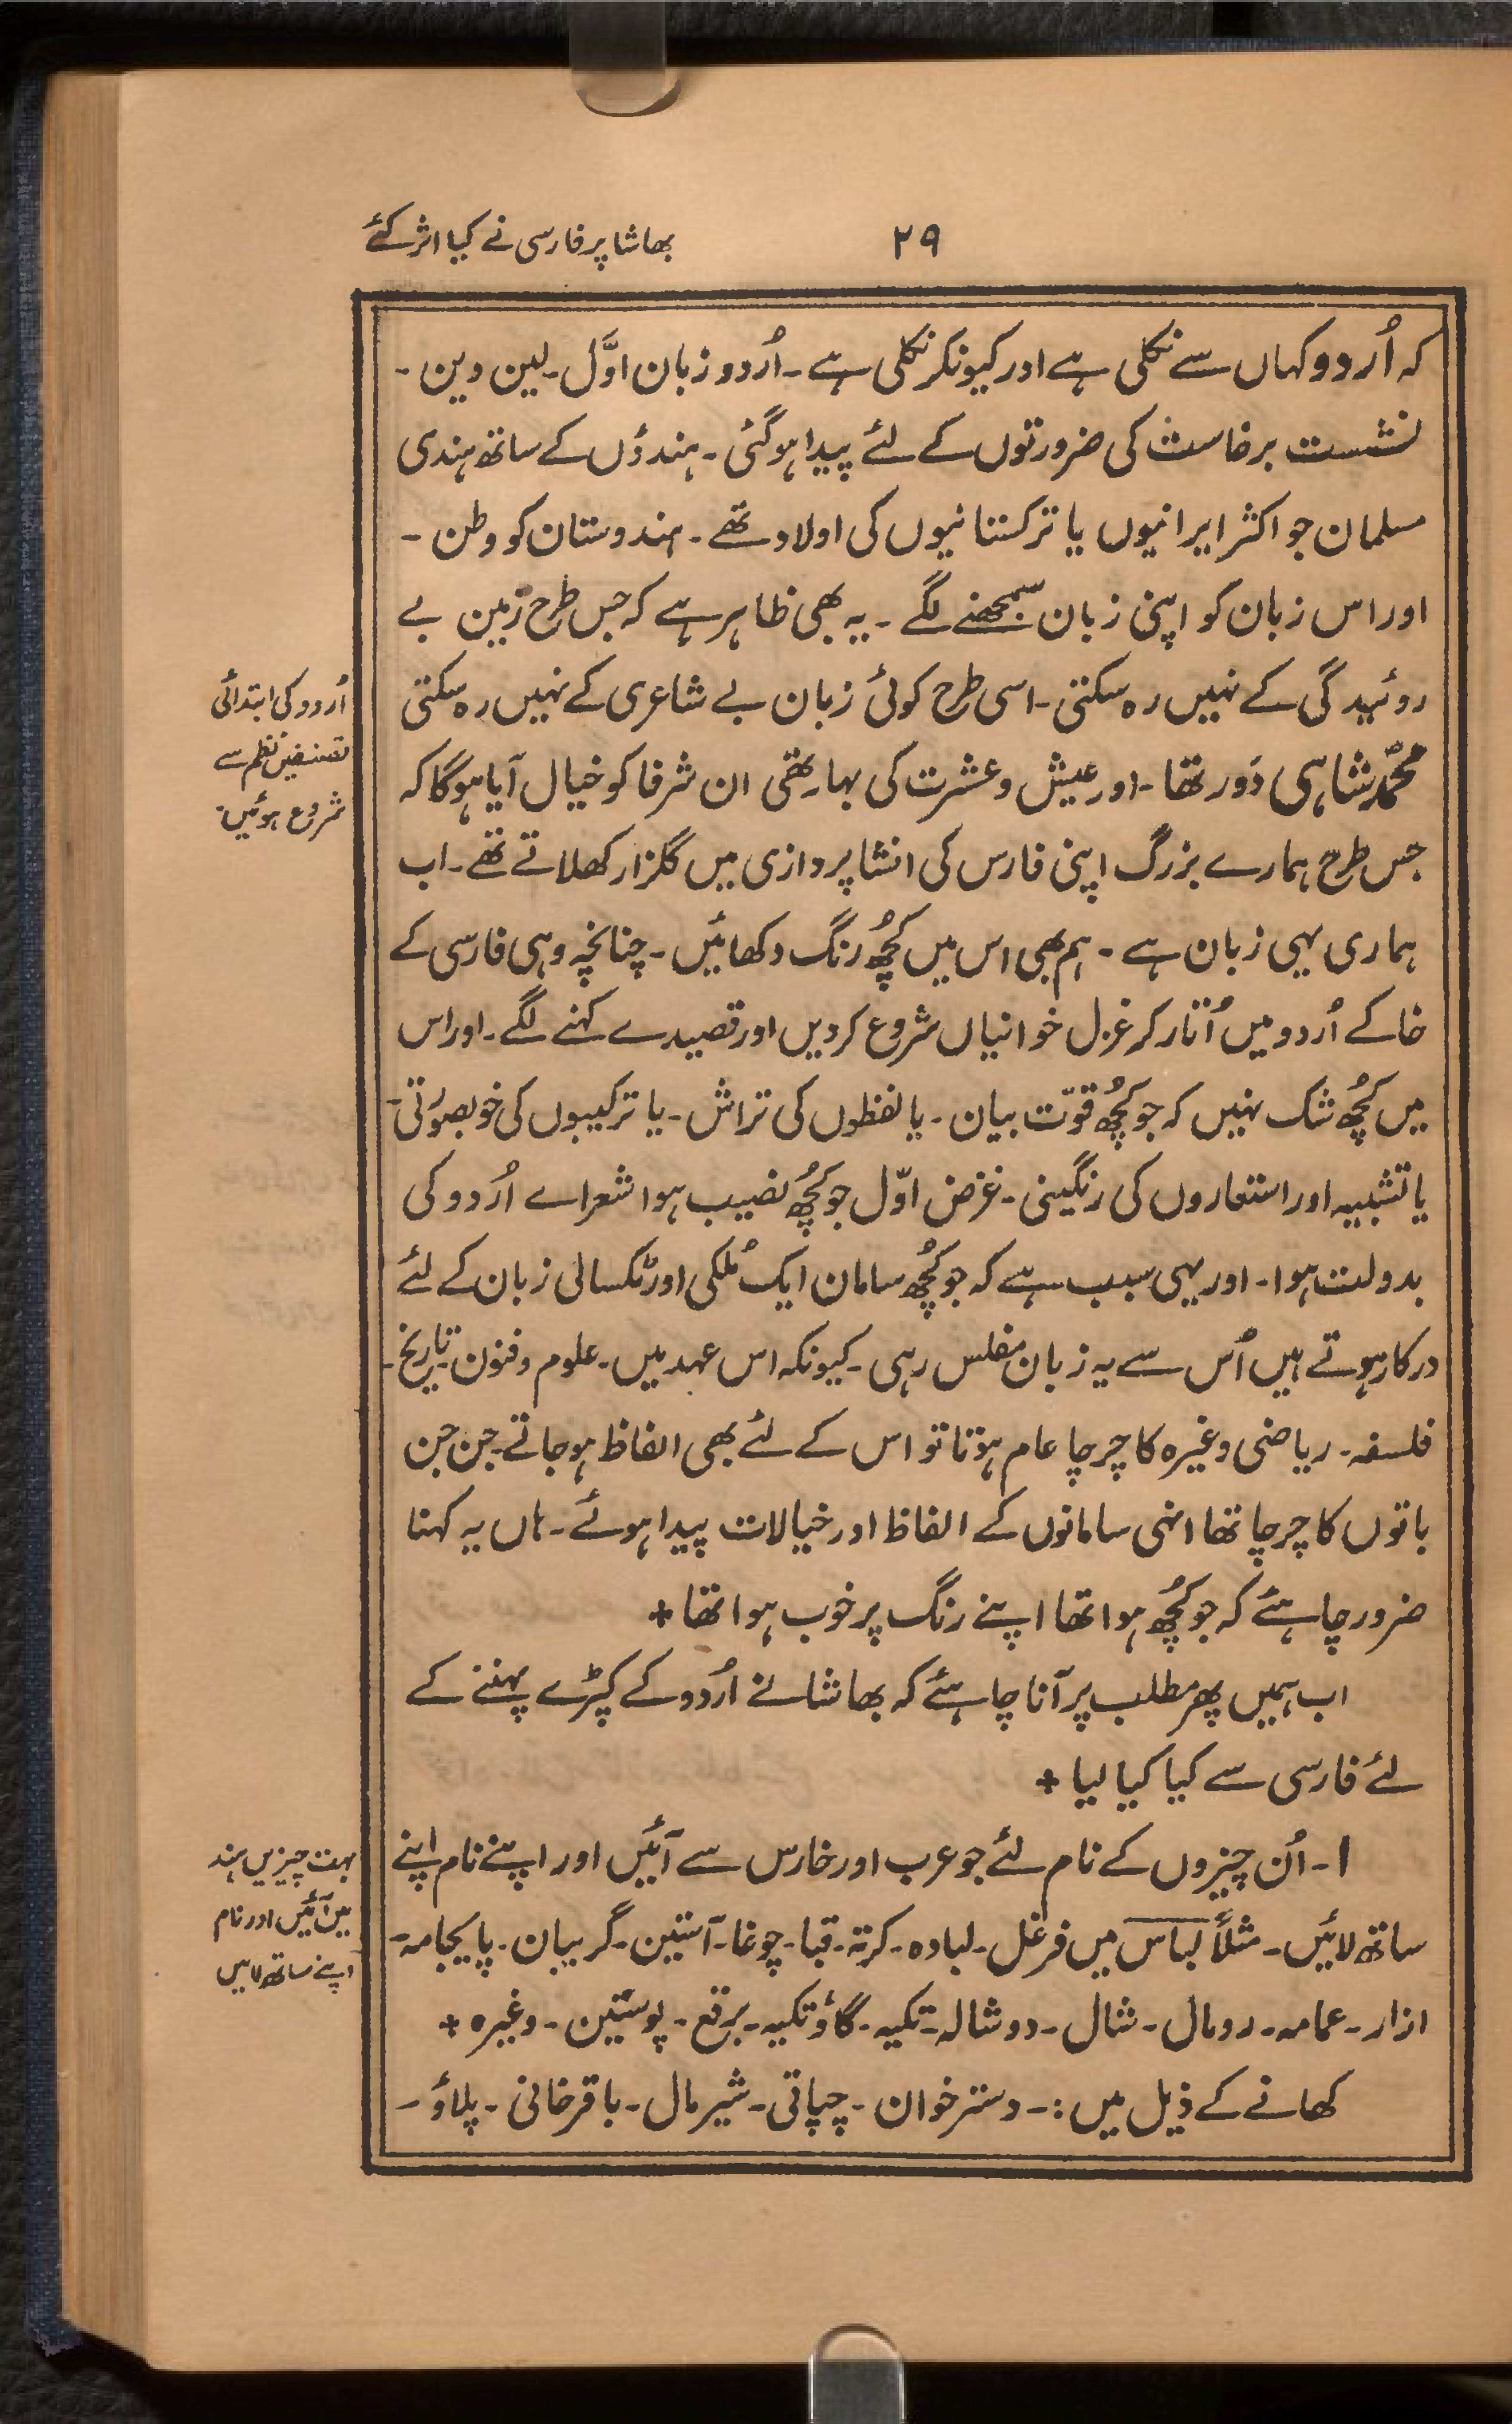 ۲۹
بھاشا پر فارسی نے کیا اثر کئے
کہ اُردو کہاں سے نکلی ہے اور کیونکر نکلی ہے ۔ اُردو زبان اوّل ۔ لین دین ۔
نشست برخاست کی ضرورتوں کے لئے پیدا ہوگئی ۔ ہندؤں کے ساتھ ہندی
مسلمان جو اکثر ایرانیوں یا ترکستانیوں کی اولاد تھے ۔ ہندوستان کو وطن ۔
اور اس زبان کو اپنی زبان سمجھنے لگے ۔ یہ بھی ظاہر ہے کہ جس طرح زمین بے
روئیدگی کے نہیں رہ سکتی ۔ اسی طرح کوئی زبان بے شاعری کے نہیں رہ سکتی
محمّد شاہی دَور تھا ۔ اور عیش و عشرت کی بہار تھی ان شرفا کو خیال آیا ہوگا کہ
جس طرح ہمارے بزرگ اپنی فارس کی انشا پردازی میں گلزار کھلاتے تھے ۔ اب
ہماری یہی زبان ہے ۔ ہم بھی اس میں کُچھ رنگ دکھائیں ۔ چنانچہ وہی فارسی کے
خاکے اُردو میں اُتار کر غزل خوانیاں شروع کردیں اور قصیدے کہنے لگے ۔ اور اس
میں کُچھ شک نہیں کہ جو کُچھ قوّت بیان ۔ یا لفظوں کی تراش ۔ یا ترکیبوں کی خوبصورتی ۔
یا تشبیہ اور استعاروں کی رنگینی ۔ غرض اوّل جو کُچھ نصیب ہوا شعراے اُردو کی
بدولت ہوا ۔ اور یہی سبب ہے کہ جو کُچھ سامان ایک مُلکی اور ٹکسالی زبان کے لئے
درکار ہوتے ہیں اُس سے یہ زبان مفلس رہی ۔ کیونکہ اس عہد میں ۔ علوم و فنون ۔ تاریخ ۔
فلسفہ ۔ ریاضی وغیرہ کا چرچا عام ہوتا تو اس کے لئے بھی الفاظ ہوجاتے ۔ جن جن
باتوں کا چرچا تھا انہی سامانوں کے الفاظ اور خیالات پیدا ہوئے ۔ ہاں یہ کہنا
ضرور چاہئے کہ جو کُچھ ہوا تھا اپنے رنگ پر خوب ہوا تھا +
اب ہمیں پھر مطلب پر آنا چاہئے کہ بھاشا نے اُردو کے کپڑے پہننے کے
لئے فارسی سے کیا کیا لیا +
۱ ۔ اُن چیزوں کے نام لئے جو عرب اور خارس سے آئیں اور اپنے نام اپنے
ساتھ لائیں ۔ مثلاً لباس میں فرغل ۔ لبادہ ۔ کرتہ ۔ قبا ۔ چوغا ۔ آستین ۔ گریبان ۔ پایجامہ ۔
ازار ۔ عمامہ ۔ رومال ۔ شال ۔ دوشالہ ۔ تکیہ ۔ گاؤتکیہ ۔ برقع ۔ پوستین ۔ وغیرہ +
کھانے کے ذیل میں :۔ دسترخوان ۔ چپاتی ۔ شیرمال ۔ باقرخانی ۔ پلاؤ ۔
اُردو کی ابتدائی
تصنیفیں نظم سے
شروع ہوئیں ۔
بہت چیزیں ہند
میں آئیں اور نام
اپنے ساتھ لائیں